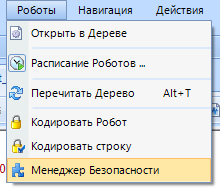 Роботы Навигация Действия
Открыть в Дереве
Расписание Роботов ...
Перечитать Дерево Alt+T
Кодировать Робот
Кодировать строку
Менеджер Безопасности